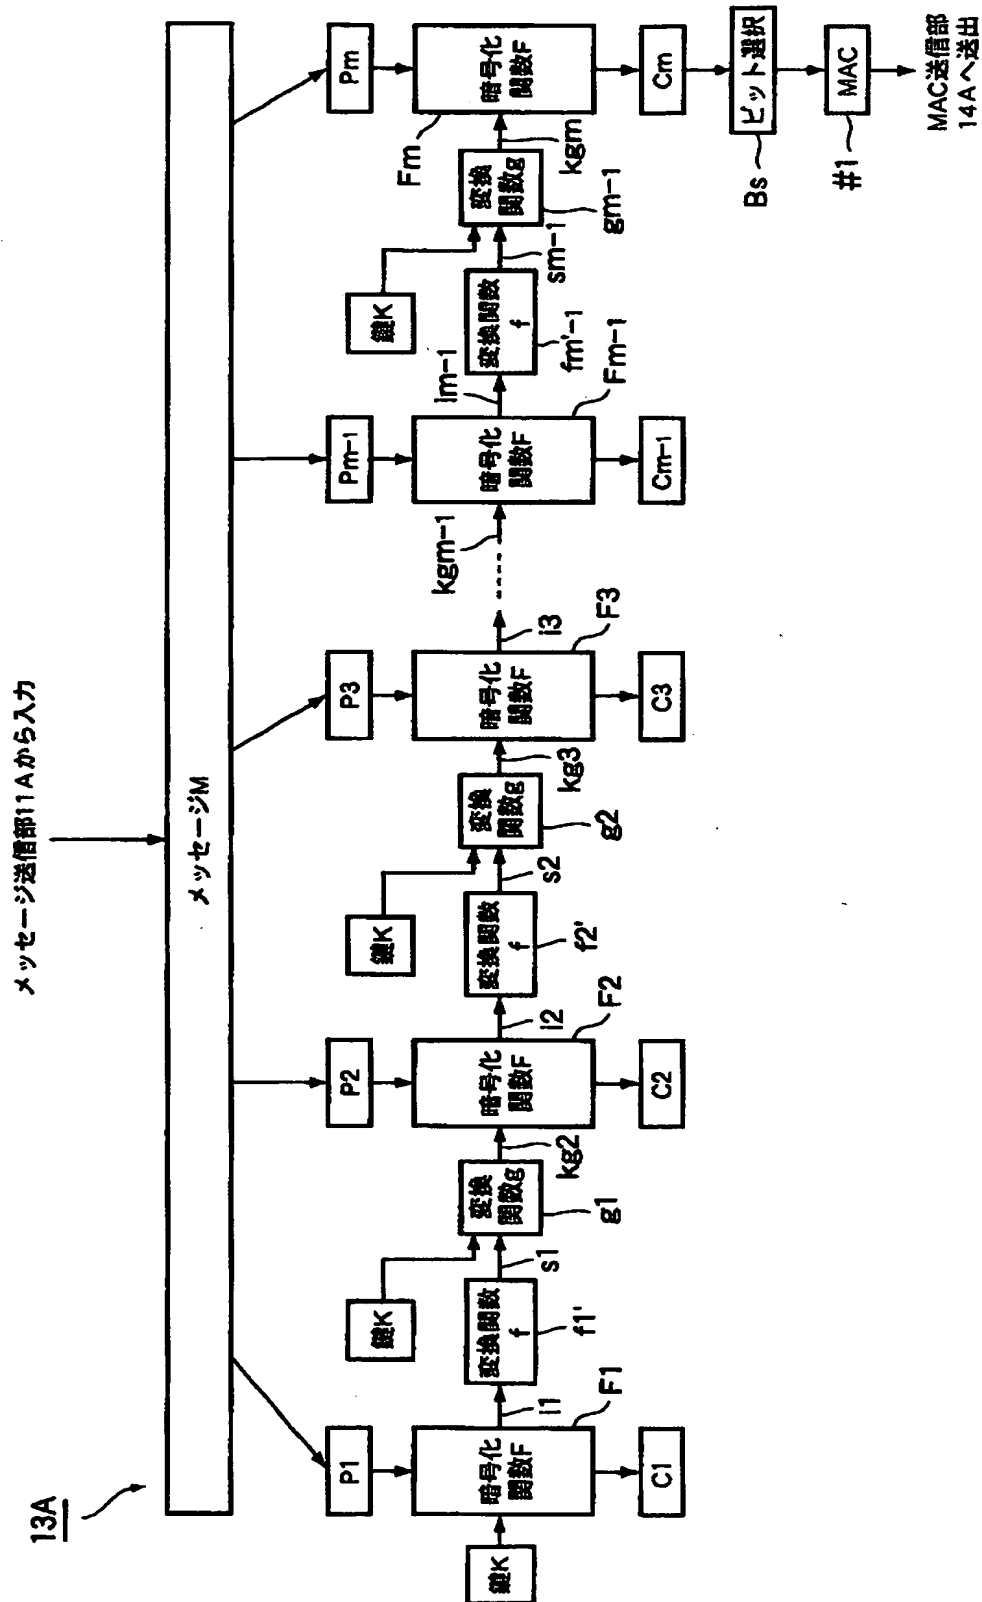 13A
メッセージ送信部11Aから入力
メッセージM
P1
P2
P3
Pm-1
Pm
鍵K
鍵K
鍵K
鍵K
暗号化
関数F
i1
F1
変換関数
f
f1'
s1
変換
関数g
g1
kg2
暗号化
関数F
i2
F2
変換関数
f
f2'
s2
変換
関数g
g2
kg3
暗号化
関数F
i3
F3
kgm-1
暗号化
関数F
Fm-1
im-1
変換関数
f
fm'-1
sm-1
変換
関数g
gm-1
kgm
暗号化
関数F
Fm
C1
C2
C3
Cm-1
Cm
ビット選択
Bs
MAC
#1
MAC送信部
14Aへ送出